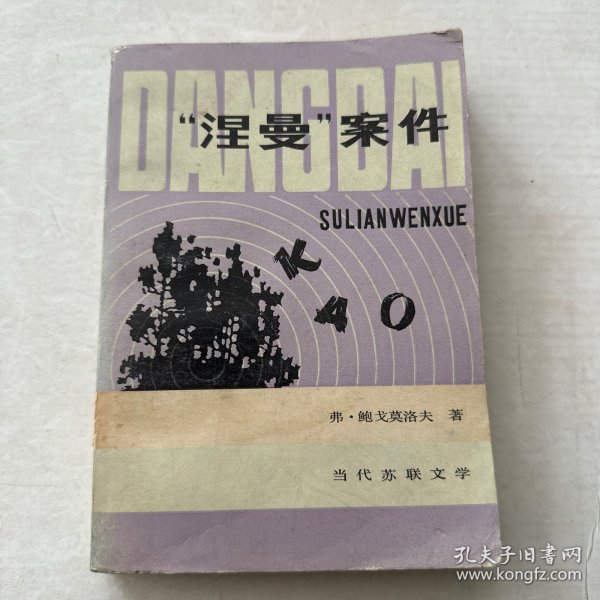 DANGDAI
“涅曼”案件
SULIANWENXUE
K
40
弗·鲍戈莫洛夫 著
当代苏联文学
孔夫子旧书网
www.kongfz.com